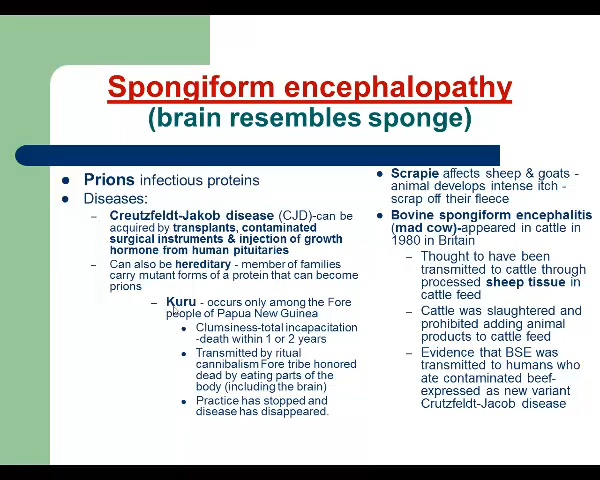 Spongiform encephalopathy
(brain resembles sponge)
Prions infectious proteins
Diseases:
– Creutzfeldt-Jakob disease (CJD)-can be
acquired by transplants, contaminated
surgical instruments & injection of growth
hormone from human pituitaries
– Can also be hereditary - member of families
carry mutant forms of a protein that can become
prions
– Kuru - occurs only among the Fore
people of Papua New Guinea
Clumsiness-total incapacitation
-death within 1 or 2 years
Transmitted by ritual
cannibalism Fore tribe honored
dead by eating parts of the
body (including the brain)
Practice has stopped and
disease has disappeared.
Scrapie affects sheep & goats -
animal develops intense itch -
scrap off their fleece
Bovine spongiform encephalitis
(mad cow)-appeared in cattle in
1980 in Britain
– Thought to have been
transmitted to cattle through
processed sheep tissue in
cattle feed
– Cattle was slaughtered and
prohibited adding animal
products to cattle feed
– Evidence that BSE was
transmitted to humans who
ate contaminated beef-
expressed as new variant
Crutzfeldt-Jacob disease